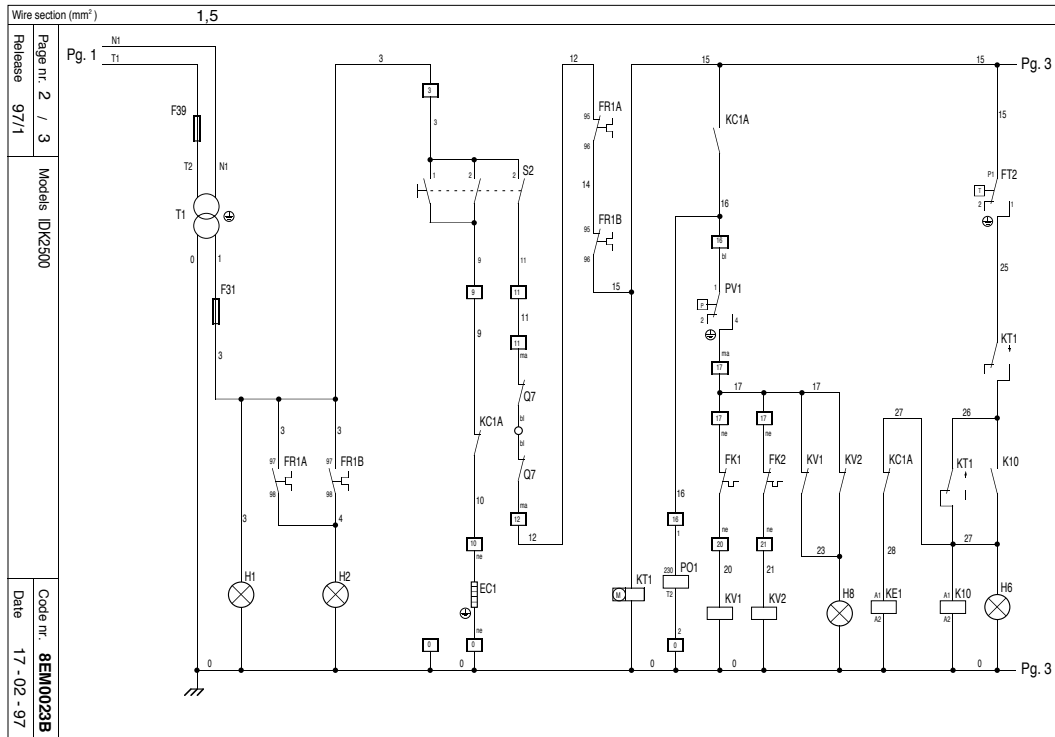 Wire section (mm²) 1,5
Page nr. 2 / 3
Release 97/1
Models IDK2500
Code nr. 8EM0023B
Date 17 - 02 - 97
Pg. 1
N1
T1
3
12
15
15
Pg. 3
3
F39
3
95
FR1A
96
KC1A
15
T2
N1
1
2
2
S2
14
P1
FT2
T
2
1
T1
16
95
FR1B
96
16
bl
0
1
9
11
25
F31
9
11
15
1
PV1
P
2
4
3
9
11
11
ma
ma
17
KT1
Q7
17
17
bl
bl
17
ne
17
ne
27
26
3
3
KC1A
97
FR1A
98
97
FR1B
98
Q7
FK1
FK2
KV1
KV2
KC1A
KT1
K10
3
4
10
ma
12
12
16
16
1
ne
20
ne
21
23
28
27
10
ne
H1
H2
EC1
M
KT1
230
PO1
T2
20
21
KV1
KV2
H8
A1
KE1
A2
A1
K10
A2
H6
ne
0
0
2
0
0
0
0
0
0
Pg. 3